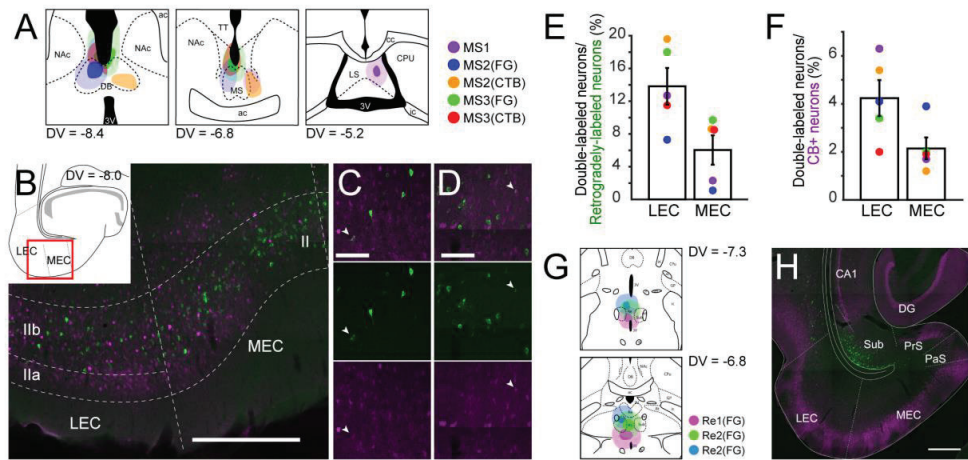 A
NAc
ac
NAc
DB
3V
DV = -8.4
TT
NAc
MS
ac
DV = -6.8
cc
CPU
LS
3V
ic
DV = -5.2
MS1
MS2(FG)
MS2(CTB)
MS3(FG)
MS3(CTB)
B
DV = -8.0
LEC
MEC
II
IIb
IIa
MEC
LEC
C
D
E
Double-labeled neurons/
Retrogradely-labeled neurons (%)
20
16
12
8
4
0
LEC MEC
F
Double-labeled neurons/
CB+ neurons (%)
6
4
2
0
LEC MEC
G
DV = -7.3
DV = -6.8
Re1(FG)
Re2(FG)
Re2(FG)
H
CA1
DG
Sub
PrS
PaS
LEC
MEC